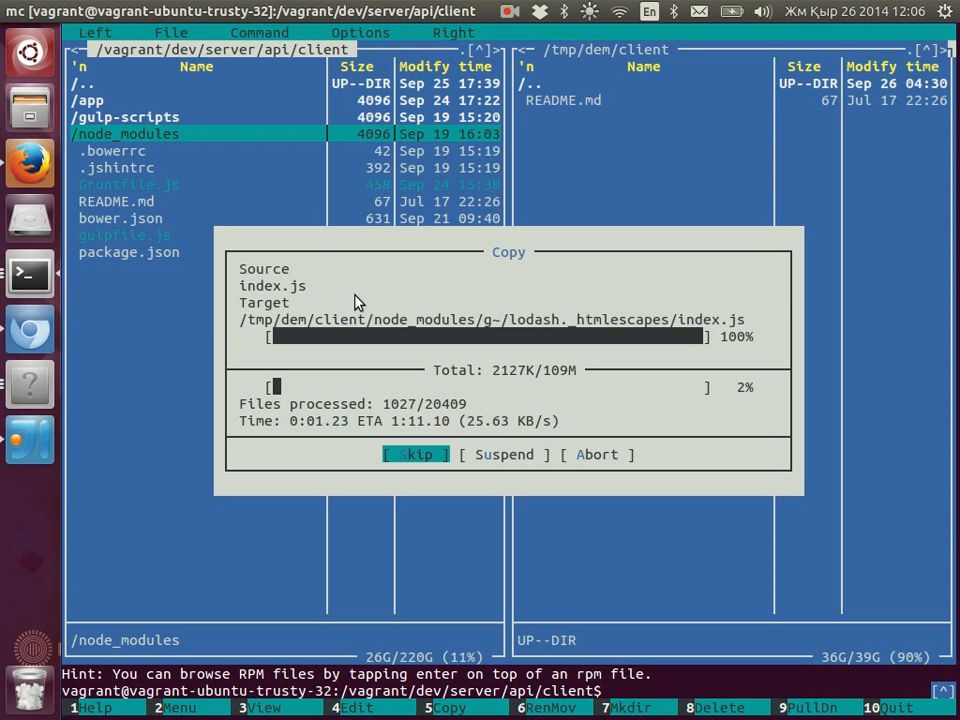 mc [vagrant@vagrant-ubuntu-trusty-32]:/vagrant/dev/server/api/client En Жм Қыр 26 2014 12:06
Left File Command Options Right
<─ /vagrant/dev/server/api/client .[^]> <─ /tmp/dem/client .[^]>
'n Name Size Modify time 'n Name Size Modify time
/.. UP--DIR Sep 25 17:39 /.. UP--DIR Sep 26 04:30
/app 4096 Sep 24 17:22 README.md 67 Jul 17 22:26
/gulp-scripts 4096 Sep 19 15:20
/node_modules 4096 Sep 19 16:03
.bowerrc 42 Sep 19 15:19
.jshintrc 392 Sep 19 15:19
Gruntfile.js 458 Sep 24 15:38
README.md 67 Jul 17 22:26
bower.json 631 Sep 21 09:40
gulpfile.js
package.json
Copy
Source
index.js
Target
/tmp/dem/client/node_modules/g~/lodash._htmlescapes/index.js
[ ] 100%
Total: 2127K/109M
[ ] 2%
Files processed: 1027/20409
Time: 0:01.23 ETA 1:11.10 (25.63 KB/s)
[ Skip ] [ Suspend ] [ Abort ]
/node_modules UP--DIR
26G/220G (11%) 36G/39G (90%)
Hint: You can browse RPM files by tapping enter on top of an rpm file.
vagrant@vagrant-ubuntu-trusty-32:/vagrant/dev/server/api/client$ [^]
1Help 2Menu 3View 4Edit 5Copy 6RenMov 7Mkdir 8Delete 9PullDn 10Quit